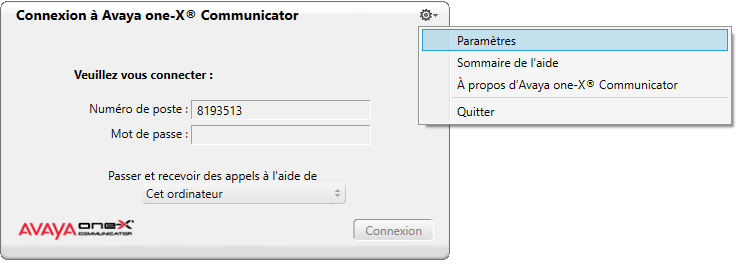 Connexion à Avaya one-X® Communicator
Paramètres
Sommaire de l'aide
À propos d'Avaya one-X® Communicator
Quitter
Veuillez vous connecter :
Numéro de poste : 8193513
Mot de passe :
Passer et recevoir des appels à l'aide de
Cet ordinateur
AVAYA one-X®
COMMUNICATOR
Connexion